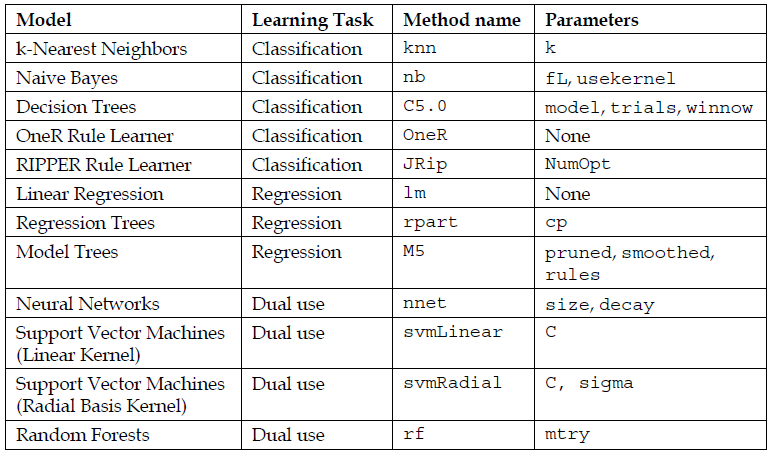 Model Learning Task Method name Parameters
k-Nearest Neighbors Classification knn k
Naive Bayes Classification nb fL, usekernel
Decision Trees Classification C5.0 model, trials, winnow
OneR Rule Learner Classification OneR None
RIPPER Rule Learner Classification JRip NumOpt
Linear Regression Regression lm None
Regression Trees Regression rpart cp
Model Trees Regression M5 pruned, smoothed,
rules
Neural Networks Dual use nnet size, decay
Support Vector Machines Dual use svmLinear C
(Linear Kernel)
Support Vector Machines Dual use svmRadial C, sigma
(Radial Basis Kernel)
Random Forests Dual use rf mtry